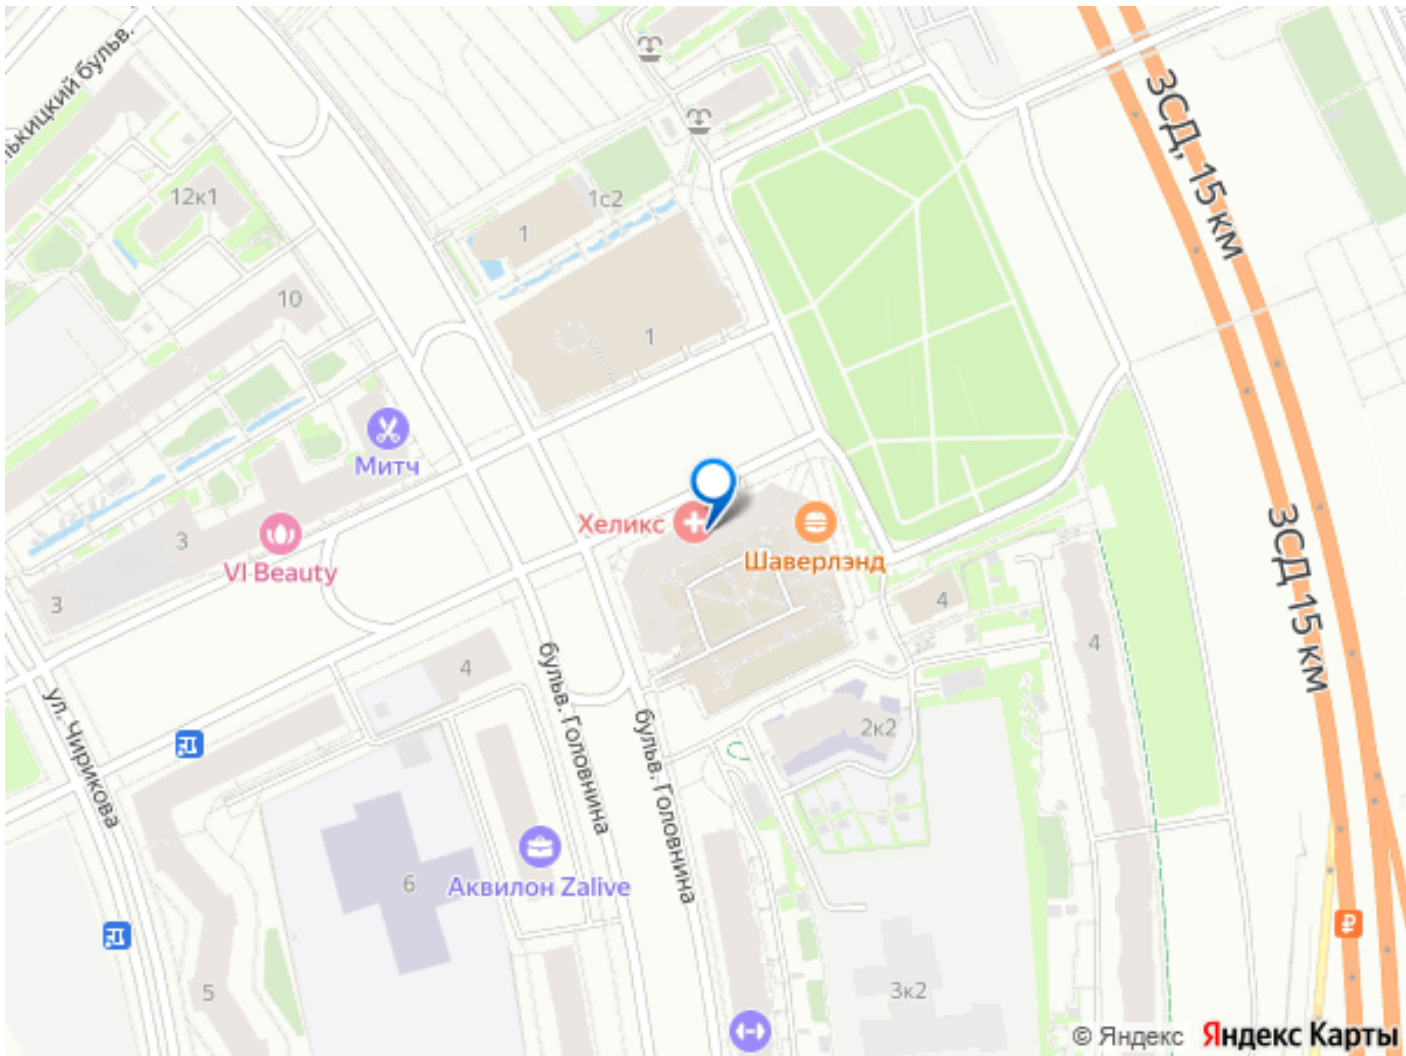 лькицкий бульв.
12к1
1с2
1
10
1
ЗСД, 15 км
Митч
Хеликс
Шаверлэнд
3
VI Beauty
3
4
4
4
ЗСД 15 км
ул. Чирикова
бульв. Головнина
бульв. Головнина
2к2
6
Аквилон Zalive
5
3к2
₽
© Яндекс Яндекс Карты